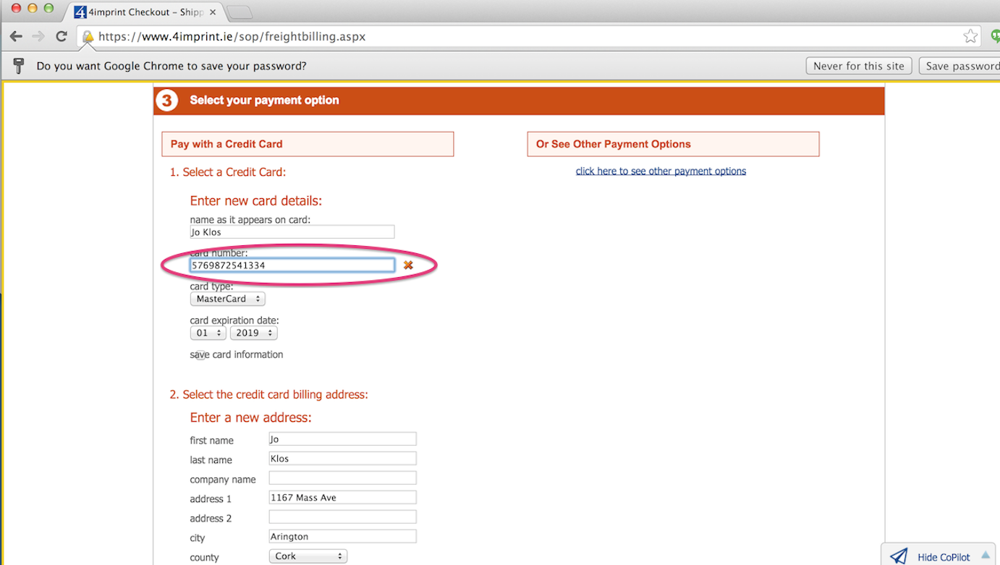 4imprint Checkout – Shipp
https://www.4imprint.ie/sop/freightbilling.aspx
Do you want Google Chrome to save your password?
Never for this site
Save password
3 Select your payment option
Pay with a Credit Card
Or See Other Payment Options
1. Select a Credit Card:
click here to see other payment options
Enter new card details:
name as it appears on card:
Jo Klos
card number:
5769872541334
card type:
MasterCard
card expiration date:
01 2019
save card information
2. Select the credit card billing address:
Enter a new address:
first name Jo
last name Klos
company name
address 1 1167 Mass Ave
address 2
city Arington
county Cork
Hide CoPilot